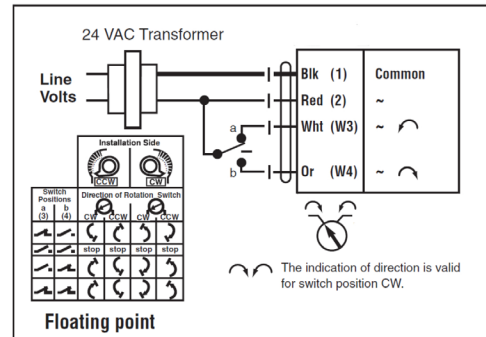 24 VAC Transformer
Line
Volts
Blk (1) Common
Red (2) ~
Wht (W3) ~
Or (W4) ~
a
b
Installation Side
CCW CW
Switch
Positions
a b
(3) (4)
Direction of Rotation Switch
CW CCW CW CCW
stop stop stop stop
The indication of direction is valid
for switch position CW.
Floating point